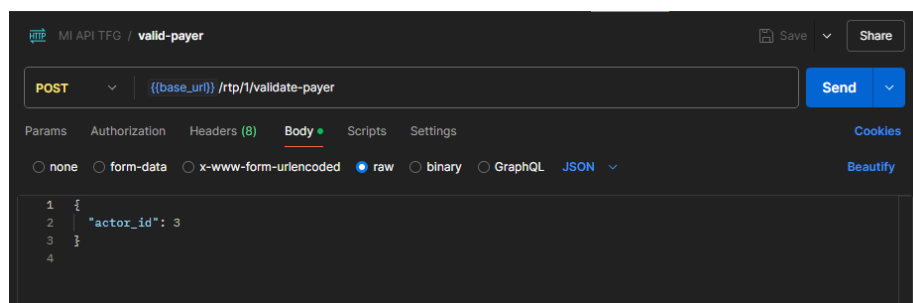 HTTP MI API TFG / valid-payer Save Share
POST {{base_url}} /rtp/1/validate-payer Send
Params Authorization Headers (8) Body Scripts Settings Cookies
none form-data x-www-form-urlencoded raw binary GraphQL JSON Beautify
1 {
2 "actor_id": 3
3 }
4